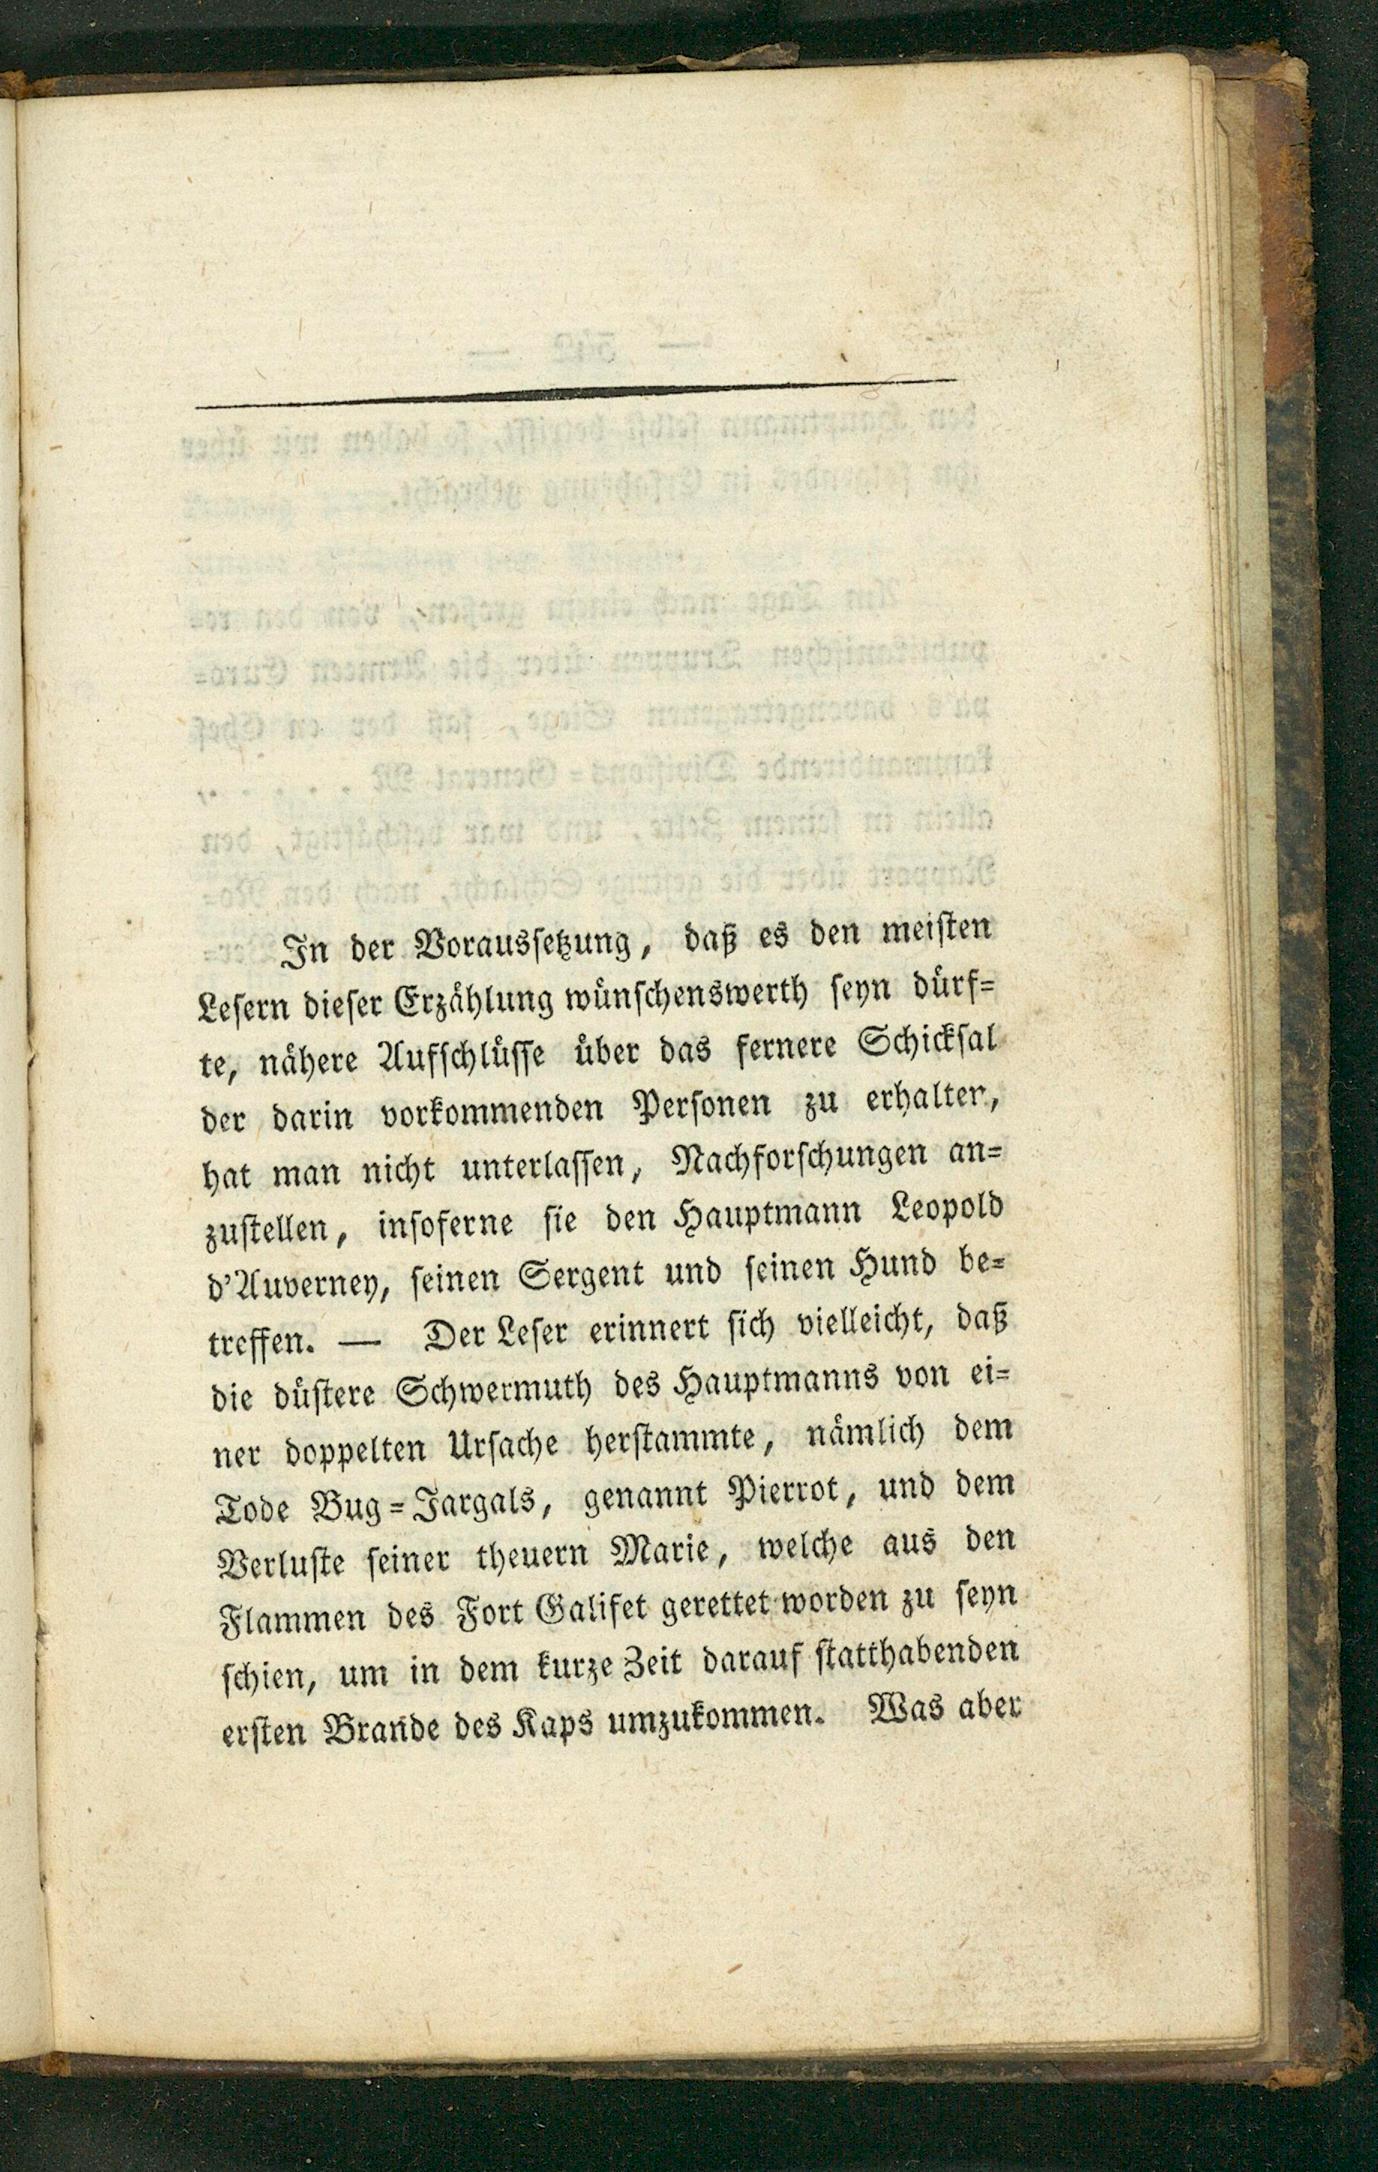 In der Voraussetzung, daß es den meisten
Lesern dieser Erzählung wünschenswerth seyn dürf=
te, nähere Aufschlüsse über das fernere Schicksal
der darin vorkommenden Personen zu erhalten,
hat man nicht unterlassen, Nachforschungen an=
zustellen, insoferne sie den Hauptmann Leopold
d'Auverney, seinen Sergent und seinen Hund be=
treffen. — Der Leser erinnert sich vielleicht, daß
die düstere Schwermuth des Hauptmanns von ei=
ner doppelten Ursache herstammte, nämlich dem
Tode Bug=Jargals, genannt Pierrot, und dem
Verluste seiner theuern Marie, welche aus den
Flammen des Fort Galifet gerettet worden zu seyn
schien, um in dem kurze Zeit darauf statthabenden
ersten Brande des Kaps umzukommen. Was aber